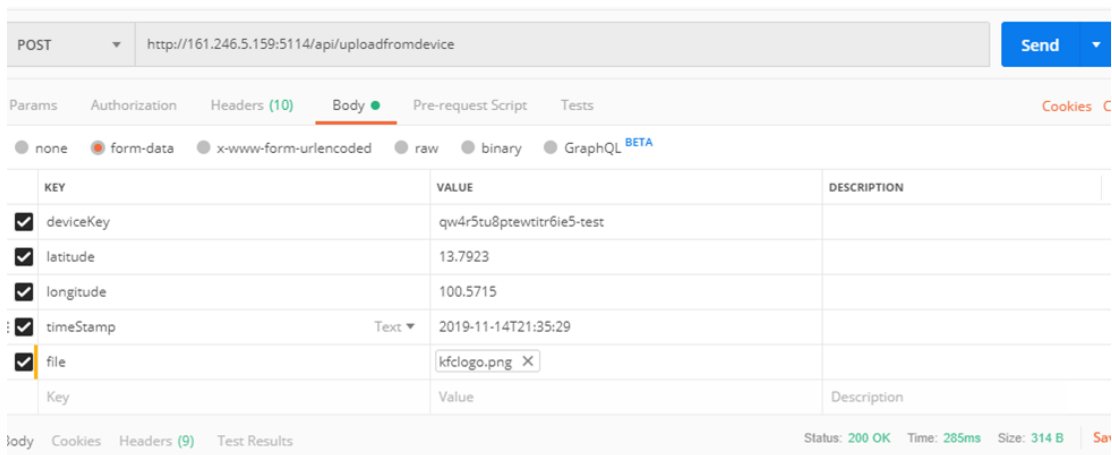 POST http://161.246.5.159:5114/api/uploadfromdevice Send
Params Authorization Headers (10) Body Pre-request Script Tests Cookies C
none form-data x-www-form-urlencoded raw binary GraphQL BETA
KEY VALUE DESCRIPTION
deviceKey qw4r5tu8ptewtitr6ie5-test
latitude 13.7923
longitude 100.5715
timeStamp Text 2019-11-14T21:35:29
file kfclogo.png
Key Value Description
Body Cookies Headers (9) Test Results Status: 200 OK Time: 285ms Size: 314 B Sav